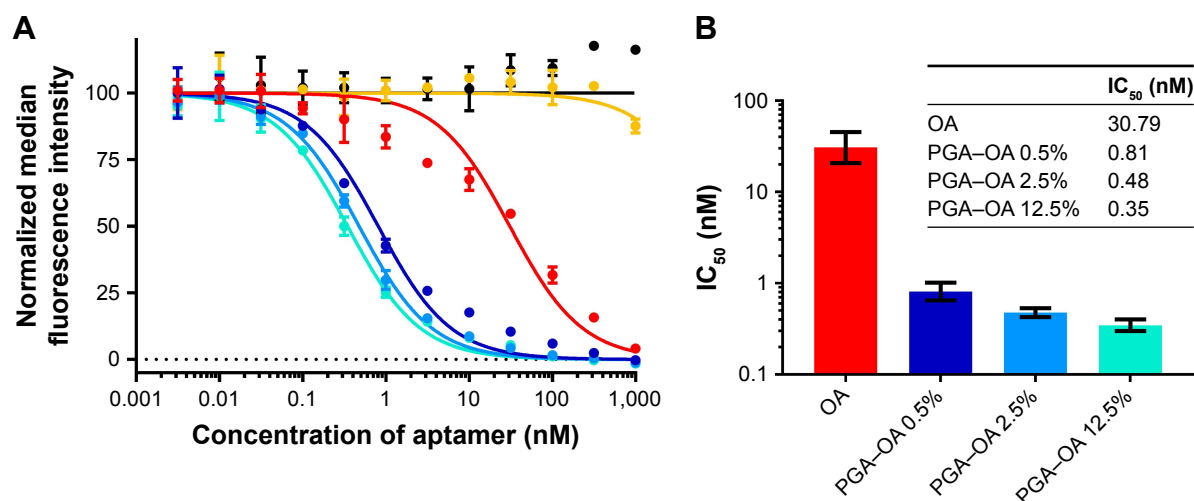 A
Normalized median
fluorescence intensity
100
75
50
25
0
0.001
0.01
0.1
1
10
100
1,000
Concentration of aptamer (nM)
B
IC50 (nM)
100
10
1
0.1
OA
PGA–OA 0.5%
PGA–OA 2.5%
PGA–OA 12.5%
IC50 (nM)
OA 30.79
PGA–OA 0.5% 0.81
PGA–OA 2.5% 0.48
PGA–OA 12.5% 0.35